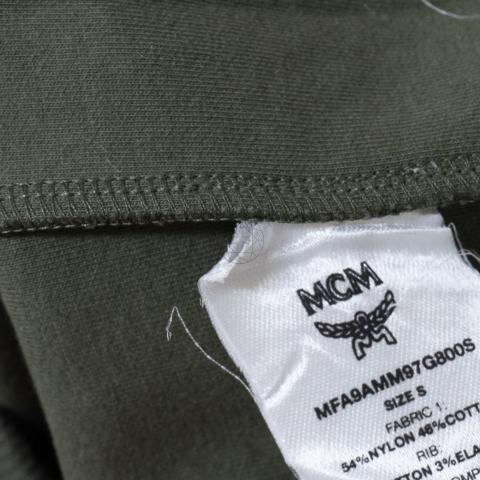 MCM
MFA9AMM97G800S
SIZE S
FABRIC 1:
54%NYLON 46%COTT
RIB:
TTON 3%ELA